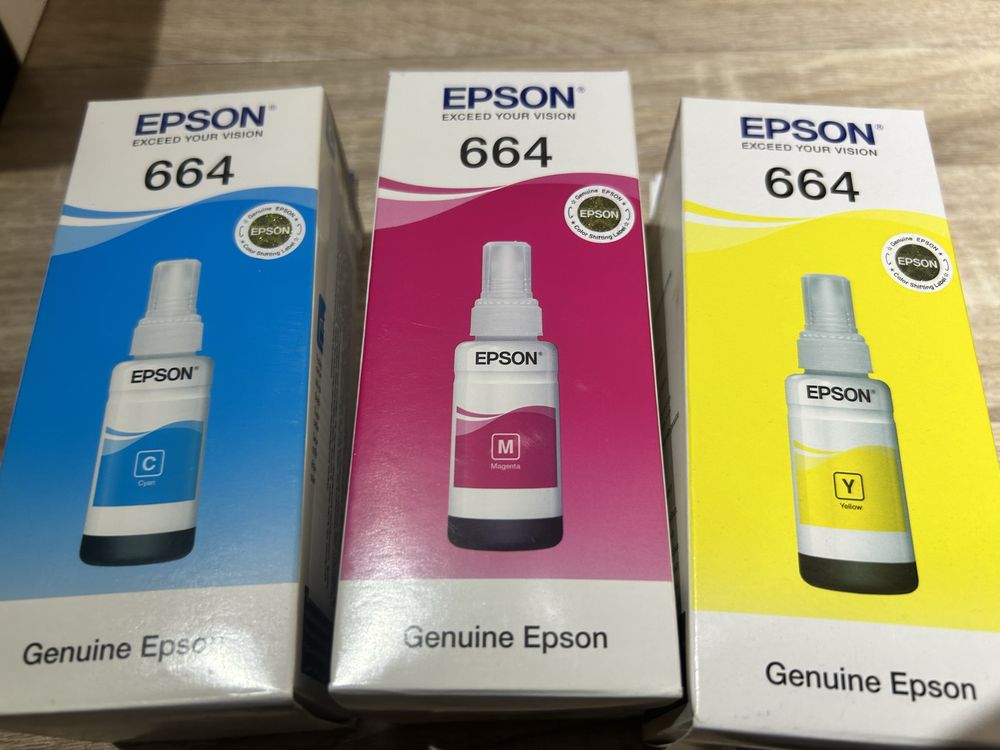 EPSON®
EXCEED YOUR VISION
664
Genuine EPSON
EPSON
Color Shifting Label
EPSON®
C
Cyan
Genuine Epson
EPSON®
EXCEED YOUR VISION
664
Genuine EPSON
EPSON
Color Shifting Label
EPSON®
M
Magenta
Genuine Epson
EPSON®
EXCEED YOUR VISION
664
Genuine EPSON
EPSON
Color Shifting Label
EPSON®
Y
Yellow
Genuine Epson